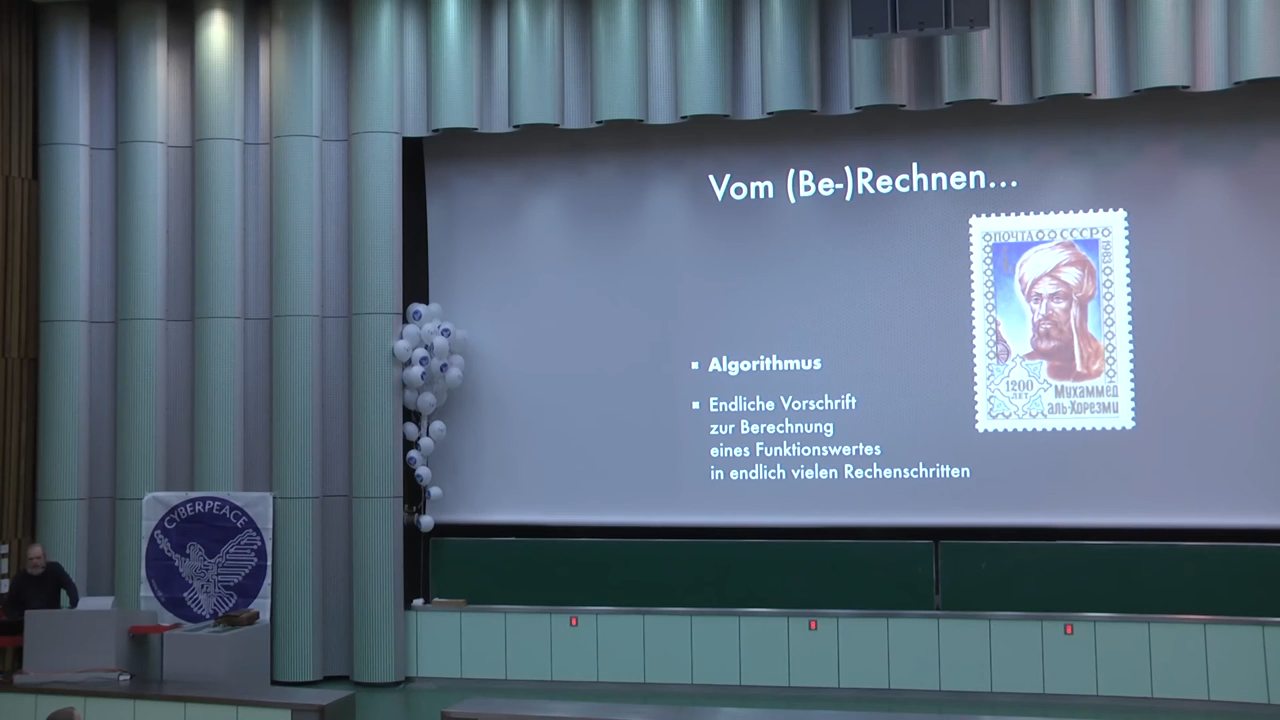 Vom (Be-)Rechnen...
ПОЧТА СССР
1983
1200
ЛЕТ
Мухаммед
аль-Хорезми
Algorithmus
Endliche Vorschrift
zur Berechnung
eines Funktionswertes
in endlich vielen Rechenschritten
CYBERPEACE